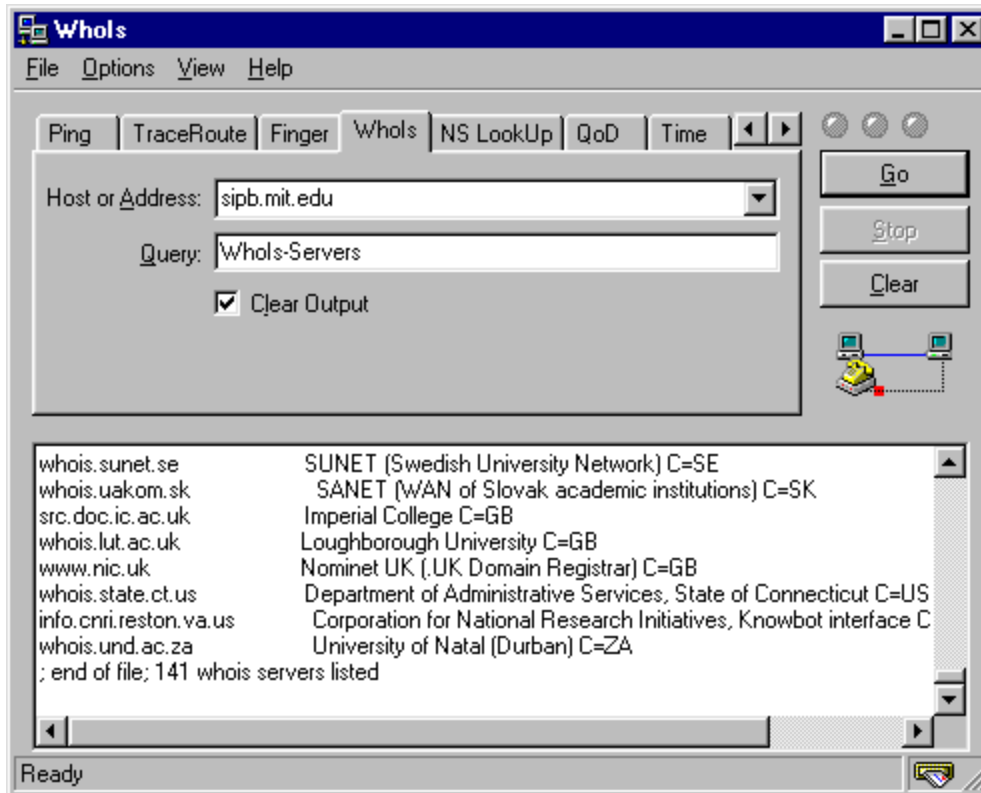 WhoIs
File Options View Help
Ping TraceRoute Finger WhoIs NS LookUp QoD Time
Host or Address: sipb.mit.edu
Query: WhoIs-Servers
Clear Output
Go
Stop
Clear
whois.sunet.se SUNET (Swedish University Network) C=SE
whois.uakom.sk SANET (WAN of Slovak academic institutions) C=SK
src.doc.ic.ac.uk Imperial College C=GB
whois.lut.ac.uk Loughborough University C=GB
www.nic.uk Nominet UK (.UK Domain Registrar) C=GB
whois.state.ct.us Department of Administrative Services, State of Connecticut C=US
info.cnri.reston.va.us Corporation for National Research Initiatives, Knowbot interface C
whois.und.ac.za University of Natal (Durban) C=ZA
; end of file; 141 whois servers listed
Ready